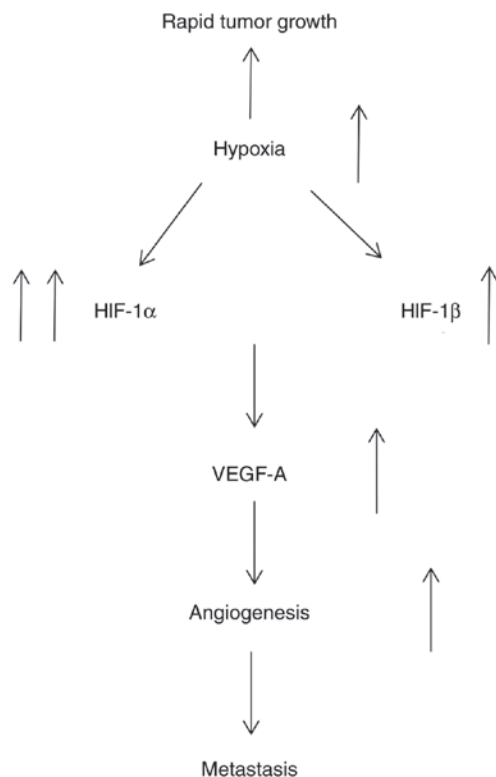 Rapid tumor growth
Hypoxia
HIF-1α
HIF-1β
VEGF-A
Angiogenesis
Metastasis